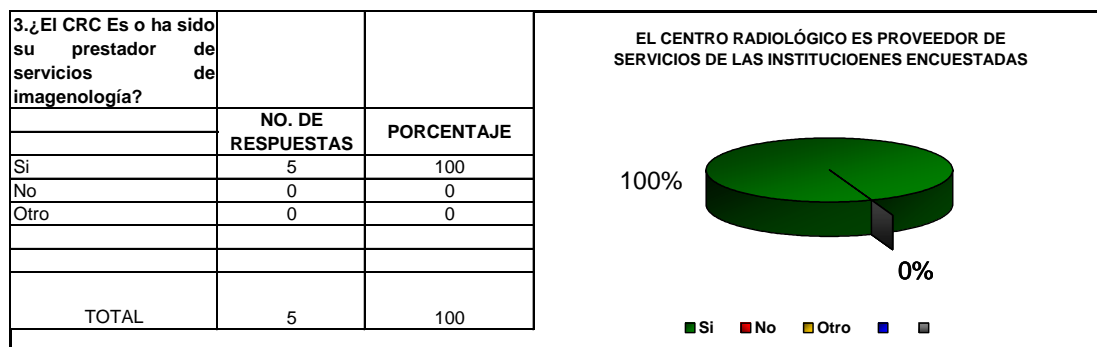 3.¿El CRC Es o ha sido
su prestador de
servicios de
imagenología?
NO. DE
RESPUESTAS
PORCENTAJE
Si 5 100
No 0 0
Otro 0 0
TOTAL 5 100
EL CENTRO RADIOLÓGICO ES PROVEEDOR DE
SERVICIOS DE LAS INSTITUCIOENES ENCUESTADAS
100%
0%
Si No Otro